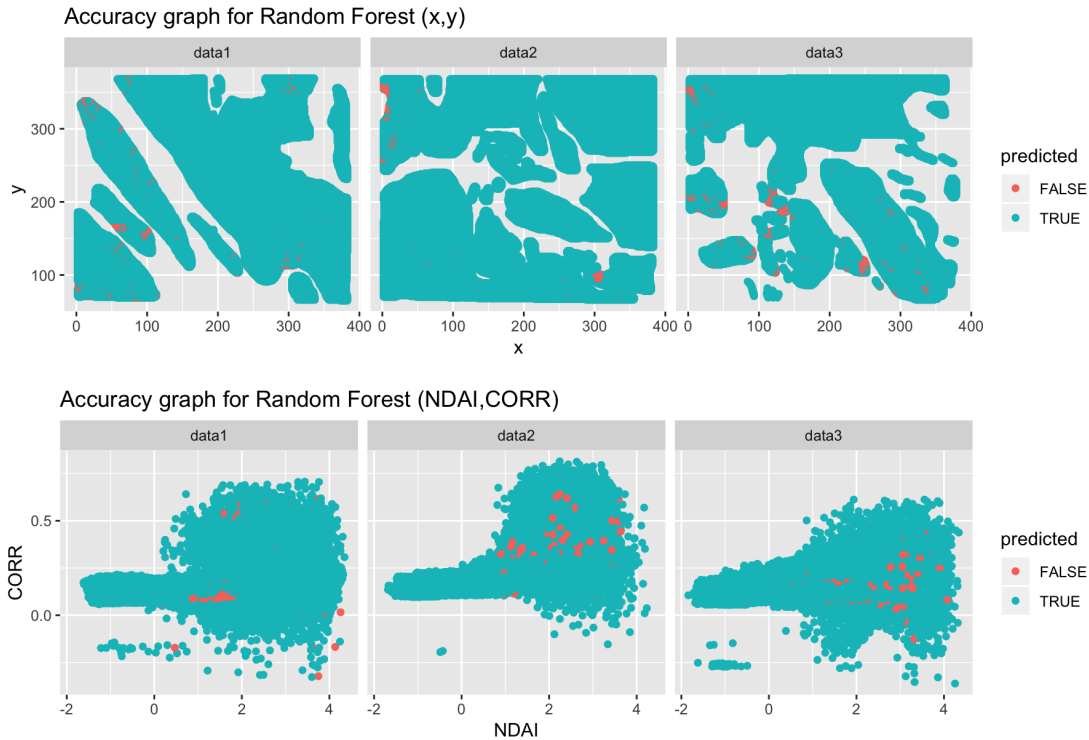 Accuracy graph for Random Forest (x,y)
data1 data2 data3
300
200
100
y
0 100 200 300 400 0 100 200 300 400 0 100 200 300 400
x
predicted
FALSE
TRUE
Accuracy graph for Random Forest (NDAI,CORR)
data1 data2 data3
0.5
0.0
CORR
-2 0 2 4 -2 0 2 4 -2 0 2 4
NDAI
predicted
FALSE
TRUE